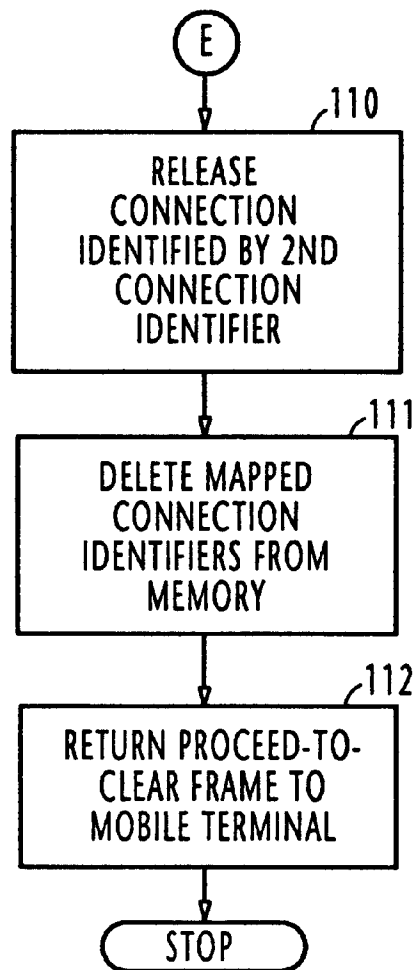 E
110
RELEASE
CONNECTION
IDENTIFIED BY 2ND
CONNECTION
IDENTIFIER
111
DELETE MAPPED
CONNECTION
IDENTIFIERS FROM
MEMORY
112
RETURN PROCEED-TO-
CLEAR FRAME TO
MOBILE TERMINAL
STOP